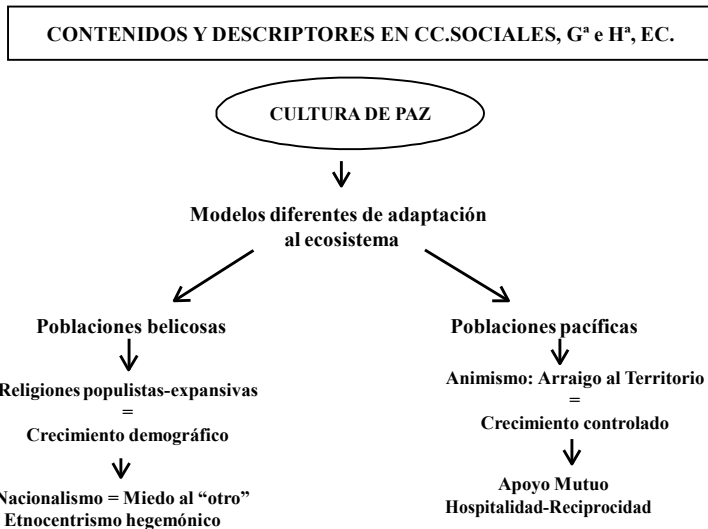 CONTENIDOS Y DESCRIPTORES EN CC.SOCIALES, Gª e Hª, EC.
CULTURA DE PAZ
Modelos diferentes de adaptación
al ecosistema
Poblaciones belicosas
Religiones populistas-expansivas
=
Crecimiento demográfico
Nacionalismo = Miedo al “otro”
Etnocentrismo hegemónico
Poblaciones pacíficas
Animismo: Arraigo al Territorio
=
Crecimiento controlado
Apoyo Mutuo
Hospitalidad-Reciprocidad